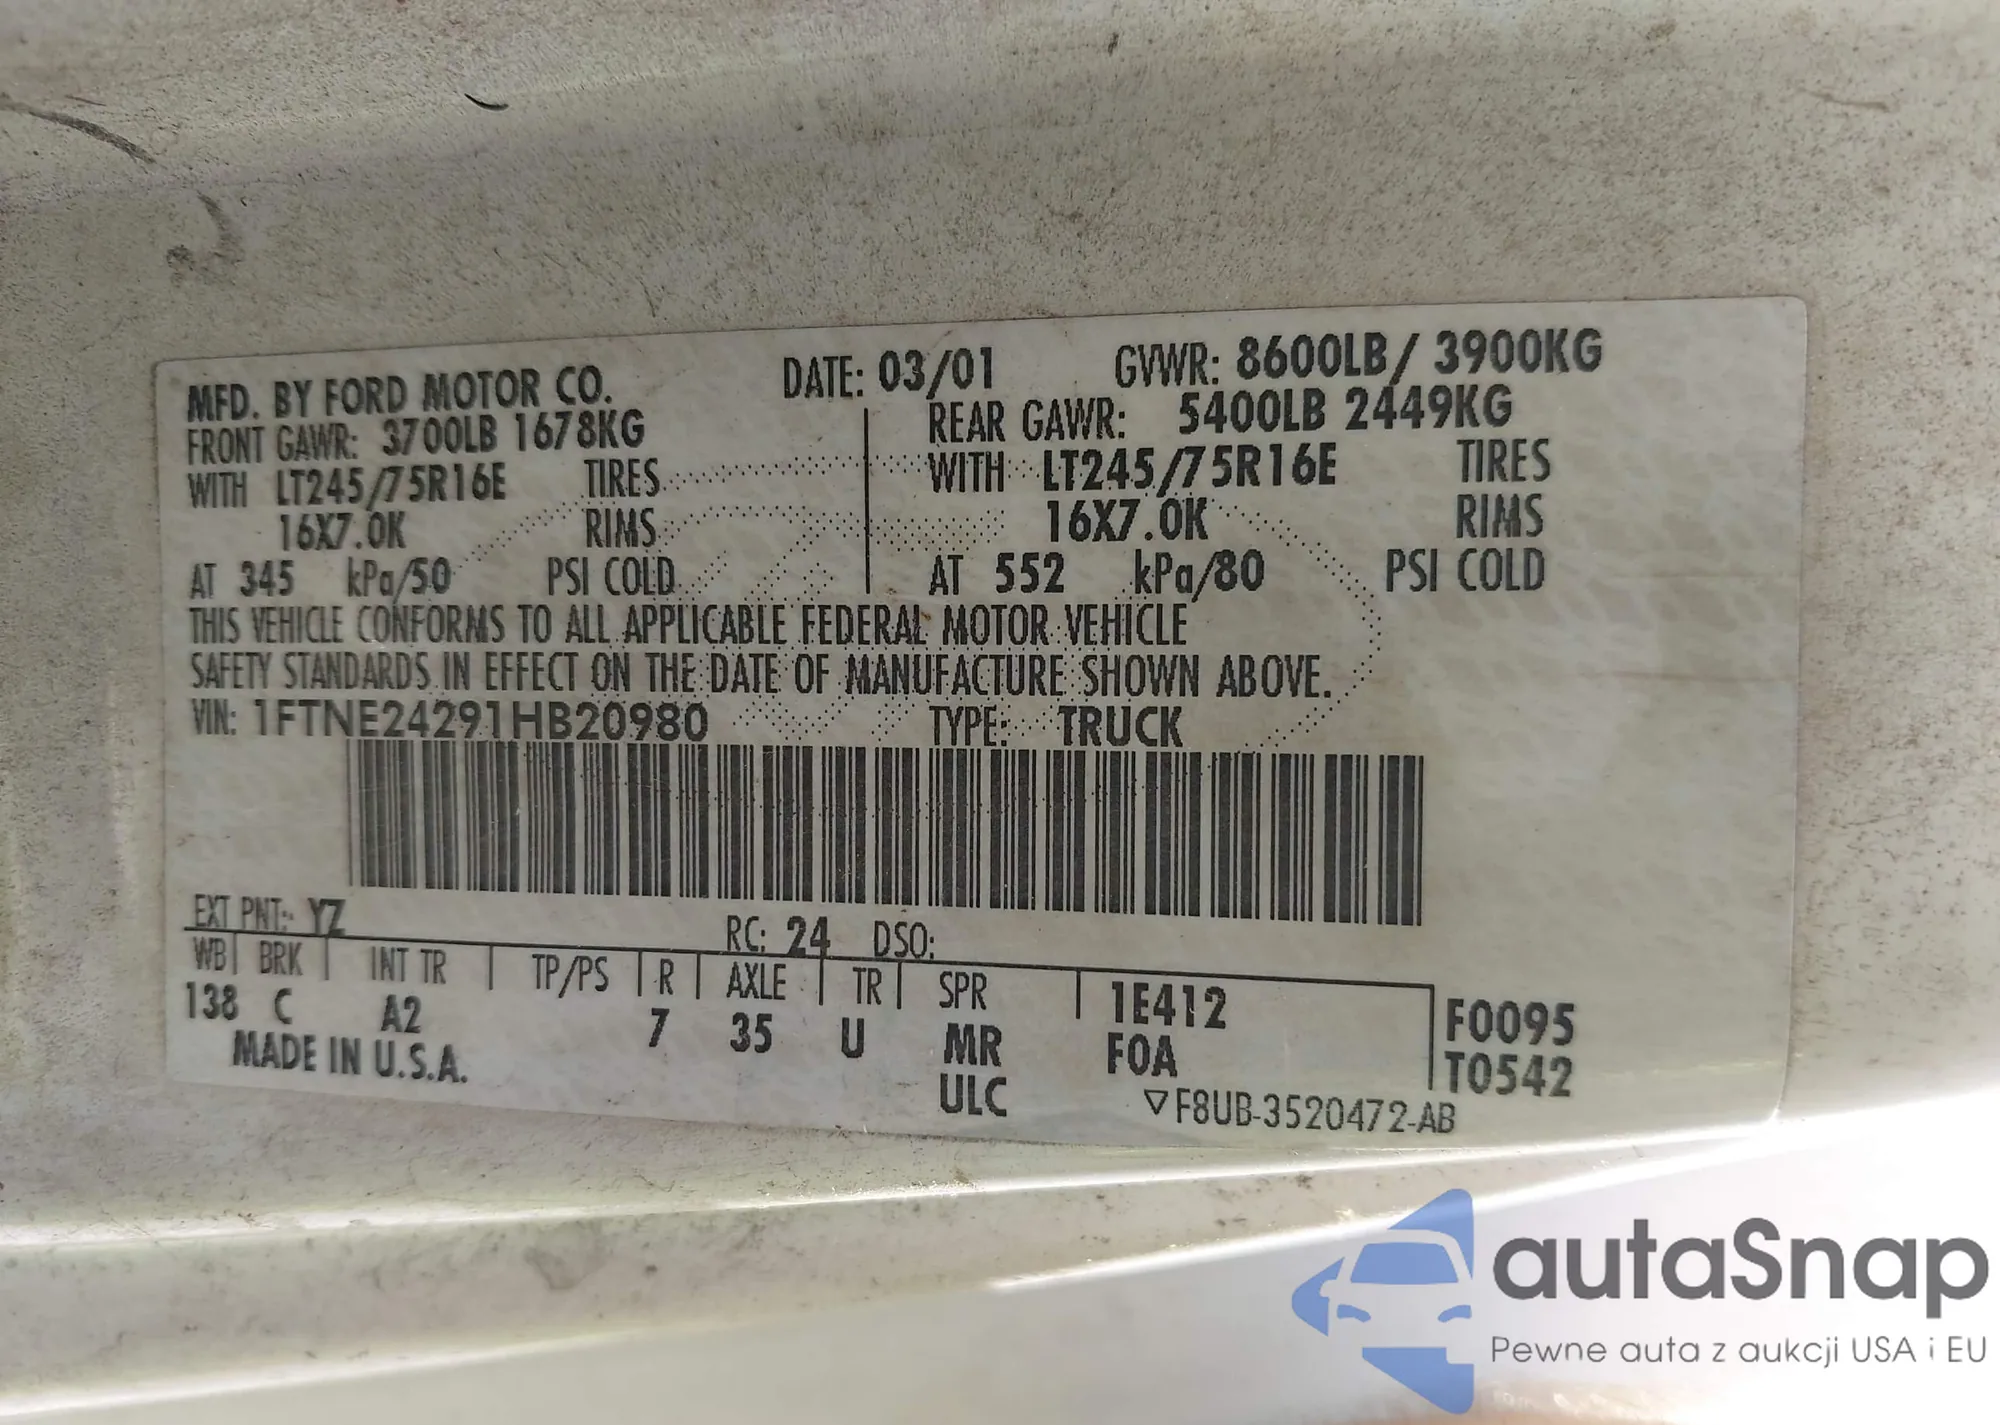 MFD. BY FORD MOTOR CO. DATE: 03/01 GVWR: 8600LB/ 3900KG
FRONT GAWR: 3700LB 1678KG REAR GAWR: 5400LB 2449KG
WITH LT245/75R16E TIRES WITH LT245/75R16E TIRES
16X7.0K RIMS 16X7.0K RIMS
AT 345 kPa/50 PSI COLD AT 552 kPa/80 PSI COLD
THIS VEHICLE CONFORMS TO ALL APPLICABLE FEDERAL MOTOR VEHICLE
SAFETY STANDARDS IN EFFECT ON THE DATE OF MANUFACTURE SHOWN ABOVE.
VIN: 1FTNE24291HB20980 TYPE: TRUCK
EXT PNT: YZ RC: 24 DSO:
WB BRK INT TR TP/PS R AXLE TR SPR 1E412 F0095
138 C A2 7 35 U MR F0A T0542
MADE IN U.S.A. ULC ▽F8UB-3520472-AB
autaSnap
Pewne auta z aukcji USA i EU